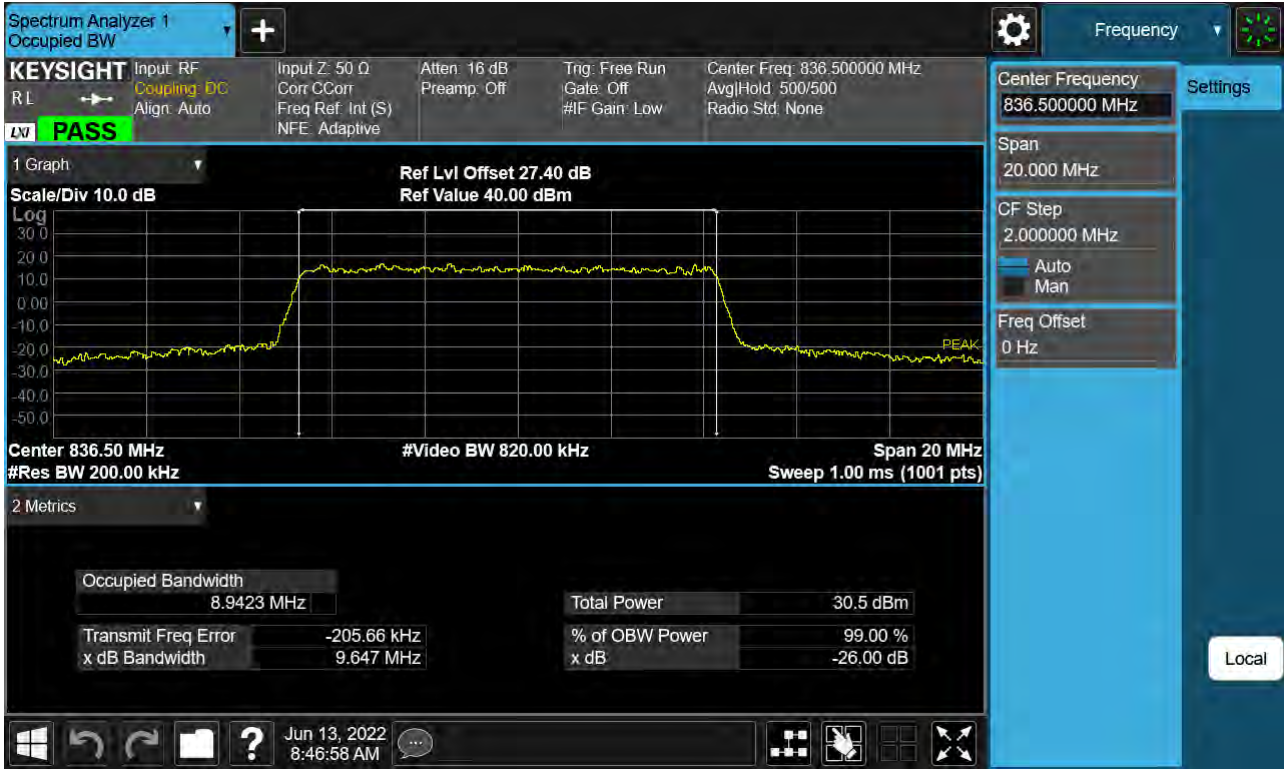 Spectrum Analyzer 1
Occupied BW
Frequency
KEYSIGHT
R L
LXI
PASS
Input: RF
Coupling: DC
Align: Auto
Input Z: 50 Ω
Corr CCorr
Freq Ref: Int (S)
NFE: Adaptive
Atten: 16 dB
Preamp: Off
Trig: Free Run
Gate: Off
#IF Gain: Low
Center Freq: 836.500000 MHz
Avg|Hold: 500/500
Radio Std: None
1 Graph
Scale/Div 10.0 dB
Ref Lvl Offset 27.40 dB
Ref Value 40.00 dBm
Log
30.0
20.0
10.0
0.00
-10.0
-20.0
-30.0
-40.0
-50.0
PEAK
Center 836.50 MHz
#Video BW 820.00 kHz
Span 20 MHz
#Res BW 200.00 kHz
Sweep 1.00 ms (1001 pts)
2 Metrics
Occupied Bandwidth
8.9423 MHz
Total Power 30.5 dBm
Transmit Freq Error -205.66 kHz
% of OBW Power 99.00 %
x dB Bandwidth 9.647 MHz
x dB -26.00 dB
Center Frequency
836.500000 MHz
Span
20.000 MHz
CF Step
2.000000 MHz
Auto
Man
Freq Offset
0 Hz
Settings
Local
?
Jun 13, 2022
8:46:58 AM